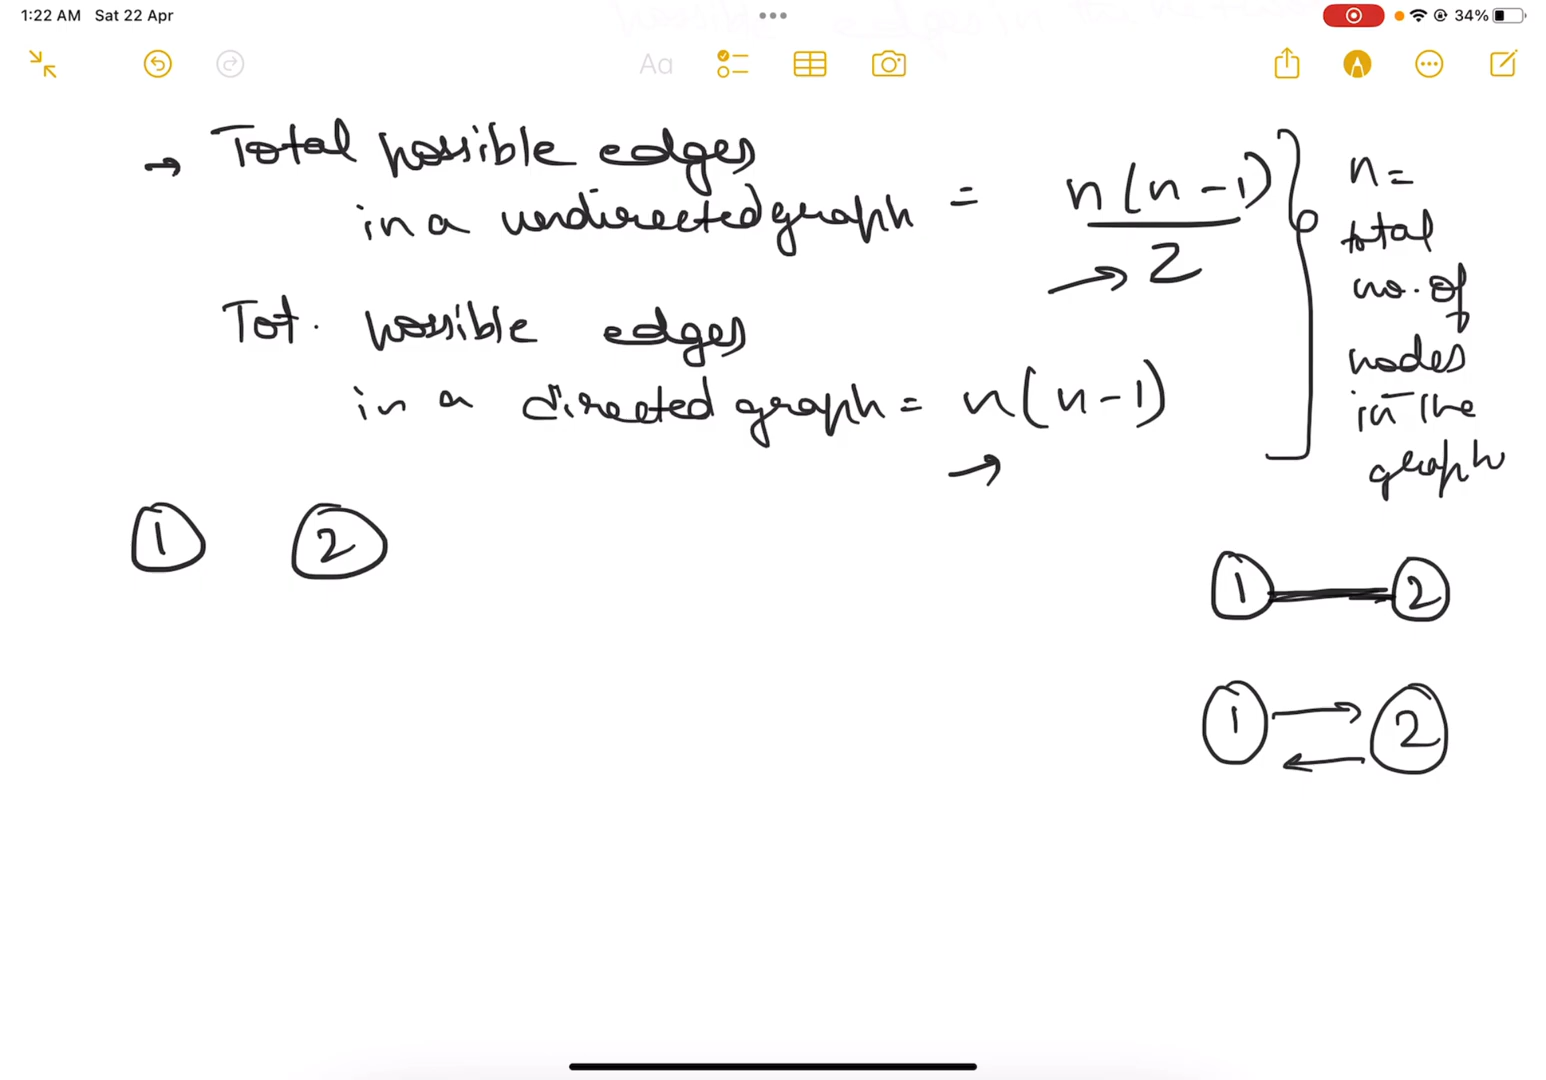 1:22 AM Sat 22 Apr
34%
Aa
→ Total possible edges
in a undirected graph = n(n-1)/2
→
Tot. possible edges
in a directed graph = n(n-1)
→
n =
total
no. of
nodes
in the
graph
1 2
1 2
1 2